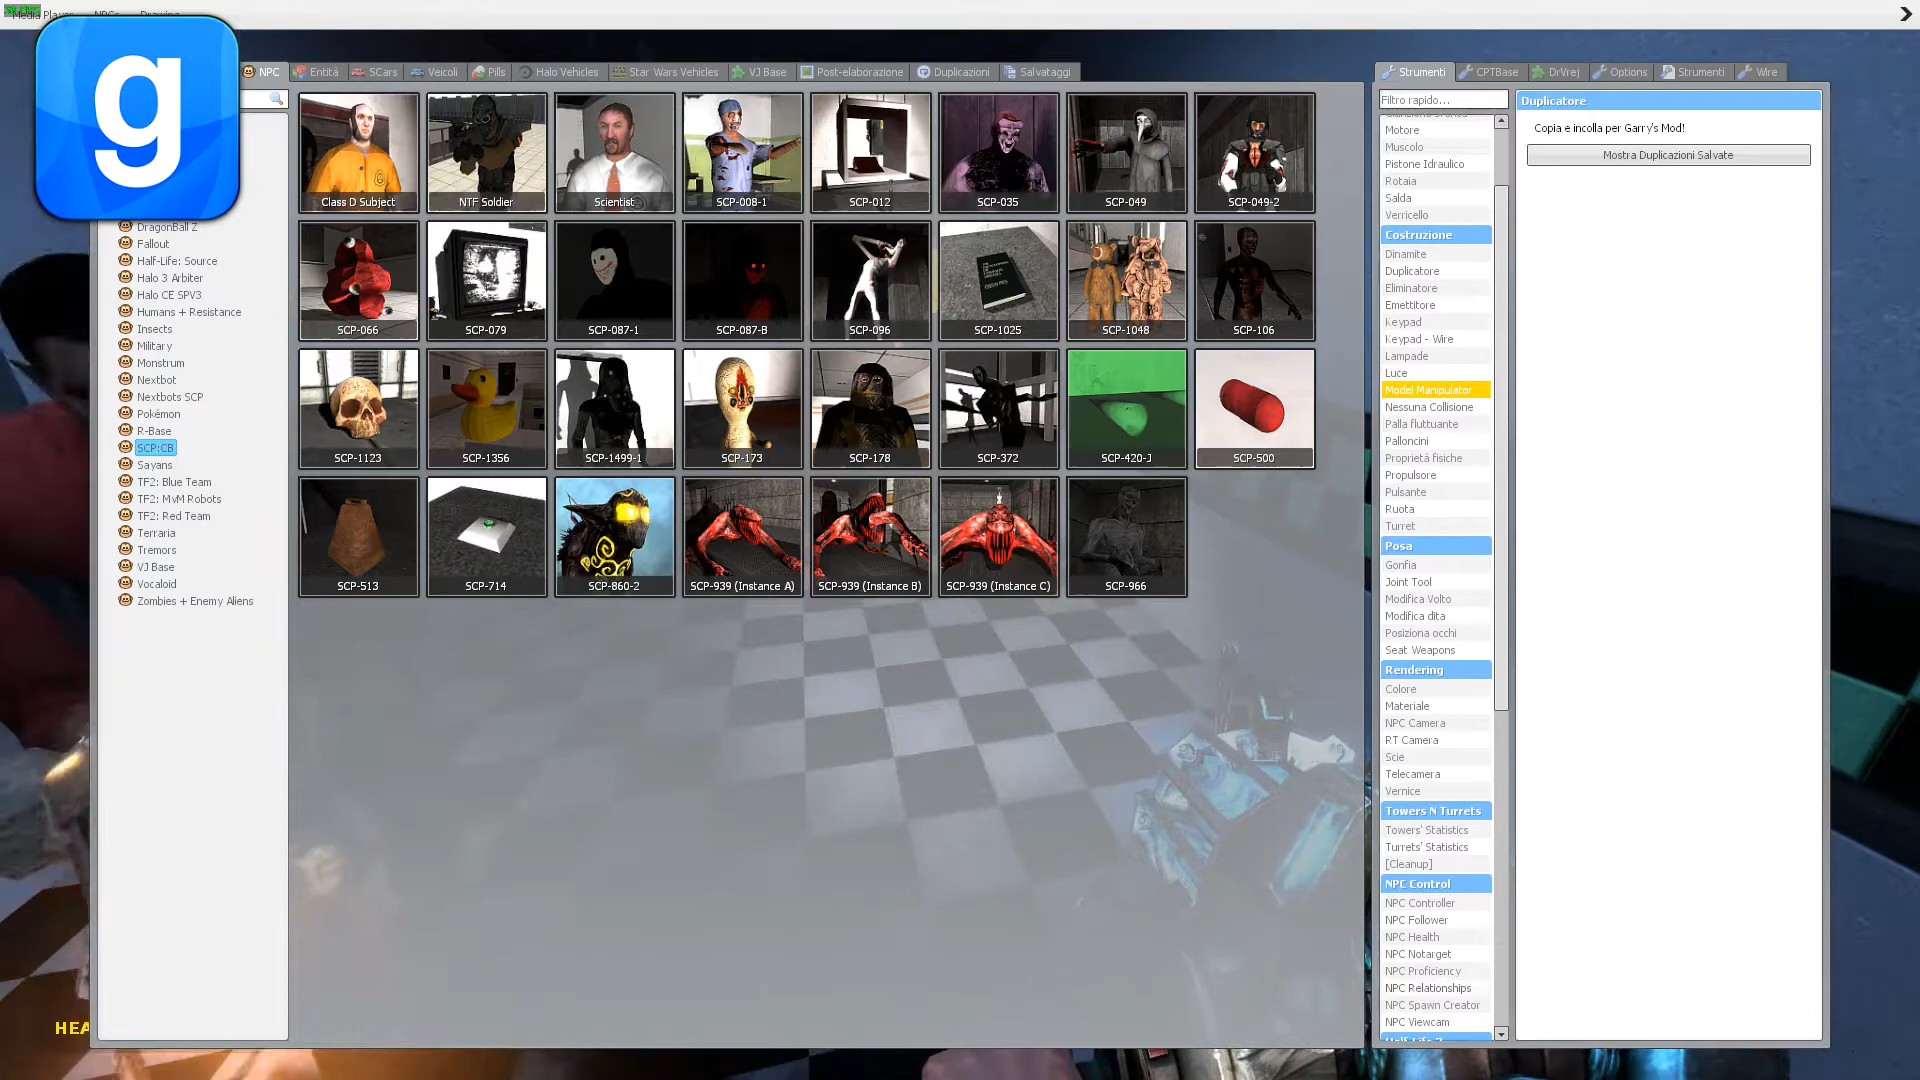 Media Player NPCs Drawing
g
NPC Entità SCars Veicoli Pills Halo Vehicles Star Wars Vehicles VJ Base Post-elaborazione Duplicazioni Salvataggi
DragonBall Z
Fallout
Half-Life: Source
Halo 3 Arbiter
Halo CE SPV3
Humans + Resistance
Insects
Military
Monstrum
Nextbot
Nextbots SCP
Pokémon
R-Base
SCP:CB
Sayans
TF2: Blue Team
TF2: MvM Robots
TF2: Red Team
Terraria
Tremors
VJ Base
Vocaloid
Zombies + Enemy Aliens
Class D Subject NTF Soldier Scientist SCP-008-1 SCP-012 SCP-035 SCP-049 SCP-049-2
SCP-066 SCP-079 SCP-087-1 SCP-087-B SCP-096 SCP-1025 SCP-1048 SCP-106
SCP-1123 SCP-1356 SCP-1499-1 SCP-173 SCP-178 SCP-372 SCP-420-J SCP-500
SCP-513 SCP-714 SCP-860-2 SCP-939 (Instance A) SCP-939 (Instance B) SCP-939 (Instance C) SCP-966
HEA
Strumenti CPTBase DrVrej Options Strumenti Wire
Filtro rapido...
Motore
Muscolo
Pistone Idraulico
Rotaia
Salda
Verricello
Costruzione
Dinamite
Duplicatore
Eliminatore
Emettitore
Keypad
Keypad - Wire
Lampade
Luce
Model Manipulator
Nessuna Collisione
Palla fluttuante
Palloncini
Proprietà fisiche
Propulsore
Pulsante
Ruota
Turret
Posa
Gonfia
Joint Tool
Modifica Volto
Modifica dita
Posiziona occhi
Seat Weapons
Rendering
Colore
Materiale
NPC Camera
RT Camera
Scie
Telecamera
Vernice
Towers N Turrets
Towers' Statistics
Turrets' Statistics
[Cleanup]
NPC Control
NPC Controller
NPC Follower
NPC Health
NPC Notarget
NPC Proficiency
NPC Relationships
NPC Spawn Creator
NPC Viewcam
Half-Life 2
Duplicatore
Copia e incolla per Garry's Mod!
Mostra Duplicazioni Salvate